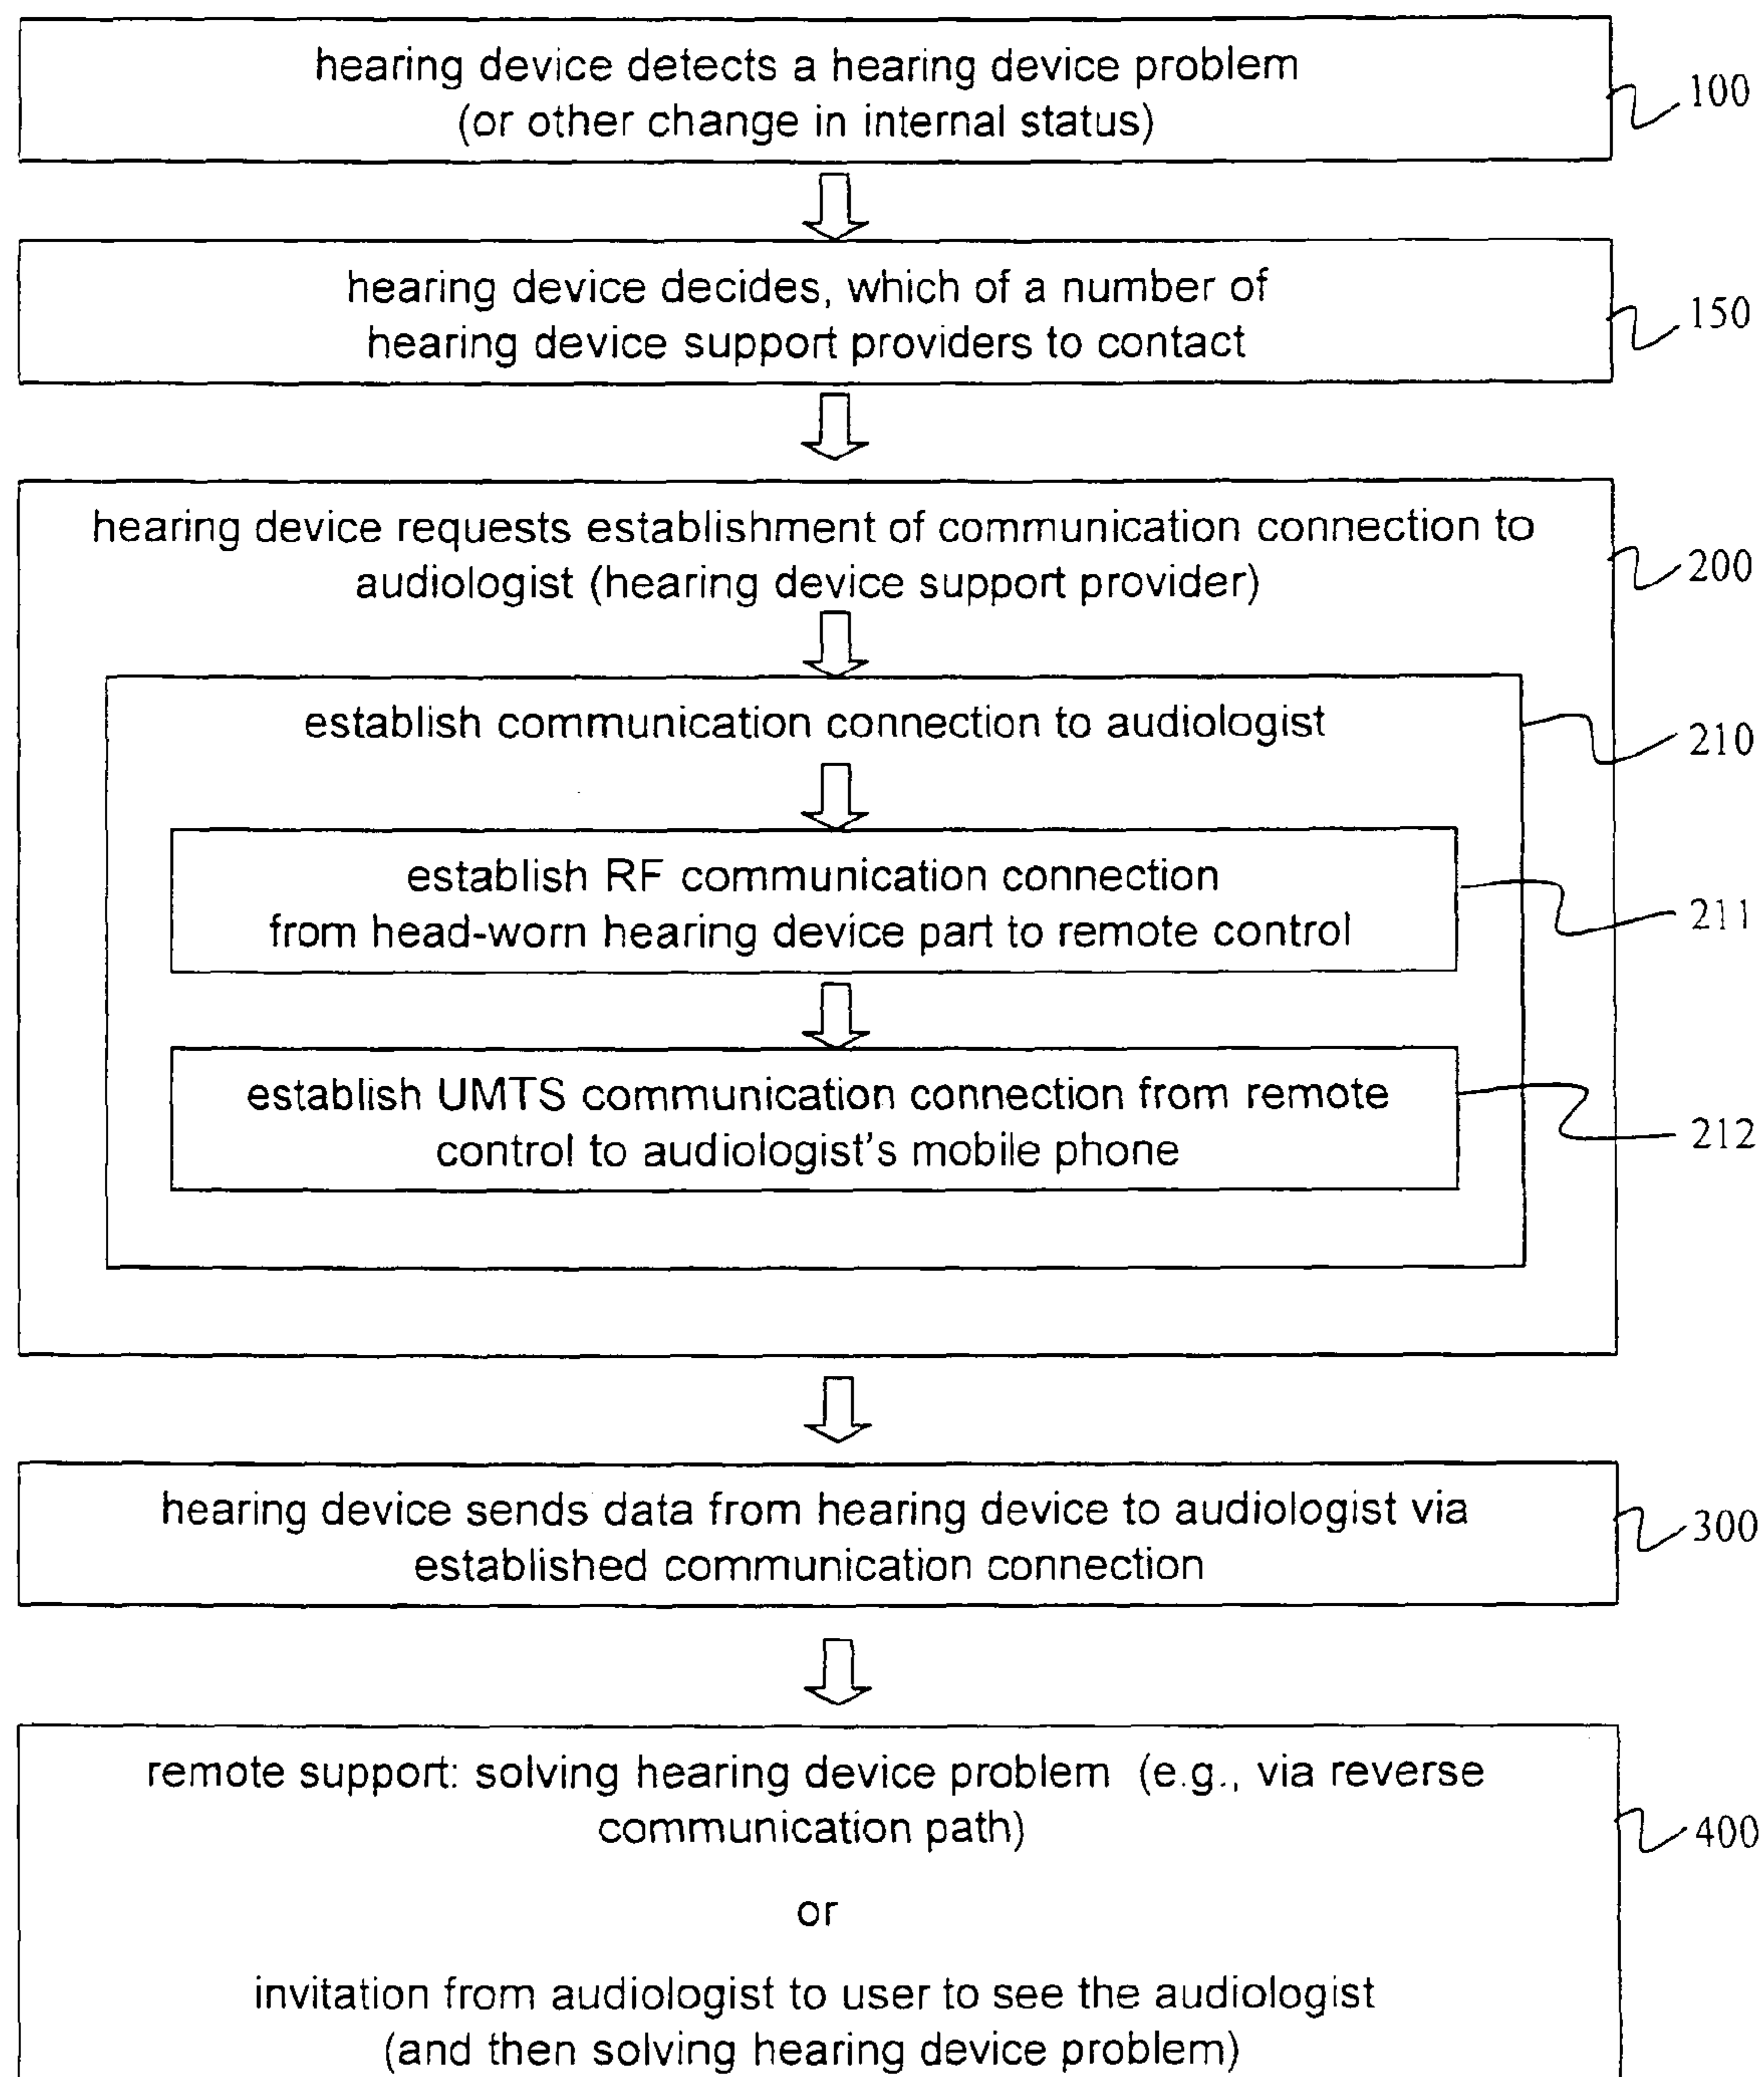 hearing device detects a hearing device problem
(or other change in internal status)
100
hearing device decides, which of a number of
hearing device support providers to contact
150
hearing device requests establishment of communication connection to
audiologist (hearing device support provider)
200
establish communication connection to audiologist
210
establish RF communication connection
from head-worn hearing device part to remote control
211
establish UMTS communication connection from remote
control to audiologist's mobile phone
212
hearing device sends data from hearing device to audiologist via
established communication connection
300
remote support: solving hearing device problem (e.g., via reverse
communication path)
400
or
invitation from audiologist to user to see the audiologist
(and then solving hearing device problem)